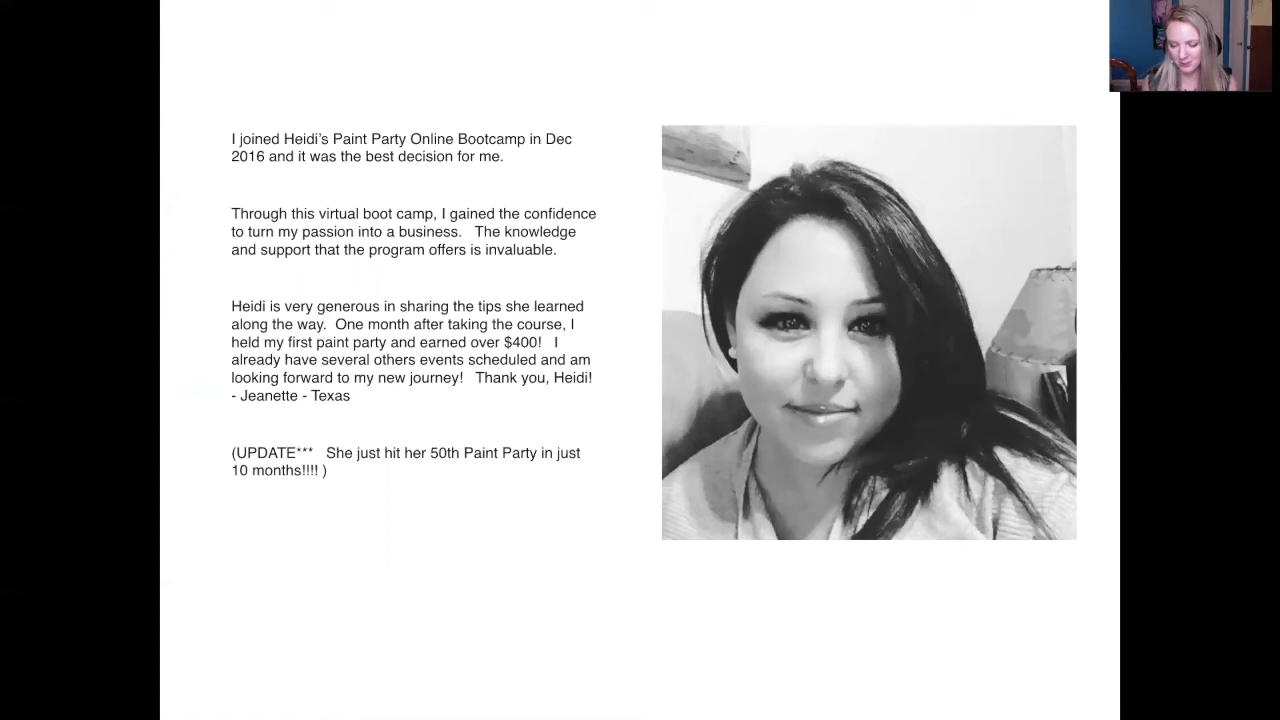 I joined Heidi’s Paint Party Online Bootcamp in Dec
2016 and it was the best decision for me.
Through this virtual boot camp, I gained the confidence
to turn my passion into a business.   The knowledge
and support that the program offers is invaluable.
Heidi is very generous in sharing the tips she learned
along the way.  One month after taking the course, I
held my first paint party and earned over $400!   I
already have several others events scheduled and am
looking forward to my new journey!   Thank you, Heidi!
- Jeanette - Texas
(UPDATE***   She just hit her 50th Paint Party in just
10 months!!!! )